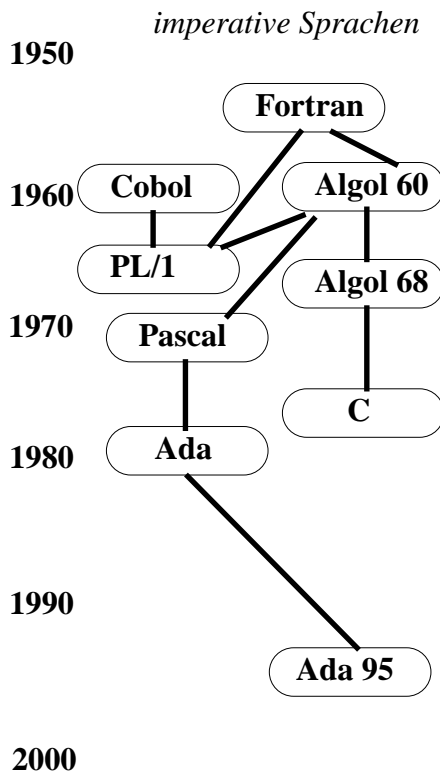 imperative Sprachen
1950
Fortran
1960
Cobol
Algol 60
PL/1
Algol 68
1970
Pascal
C
1980
Ada
1990
Ada 95
2000